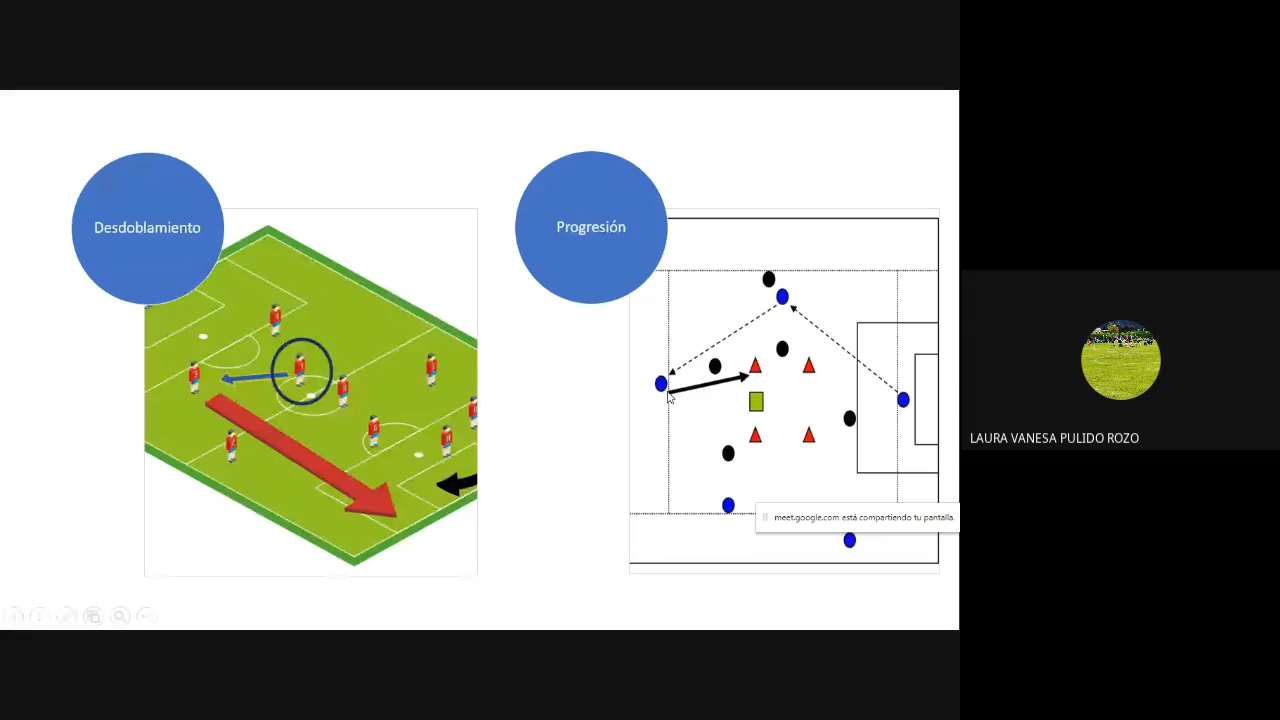 Desdoblamiento
Progresión
meet.google.com está compartiendo tu pantalla.
LAURA VANESA PULIDO ROZO